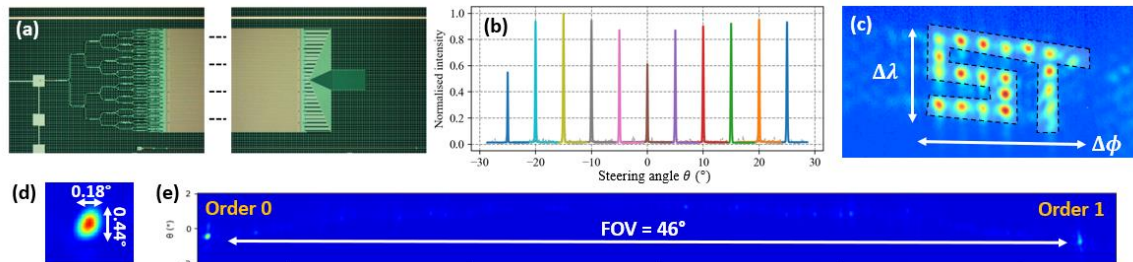 (a)
(b)
Normalised intensity
1.0
0.8
0.6
0.4
0.2
0.0
−30
−20
−10
0
10
20
30
Steering angle θ (°)
(c)
Δλ
Δϕ
(d)
0.18°
0.44°
(e)
θ (°)
2
0
Order 0
FOV = 46°
Order 1